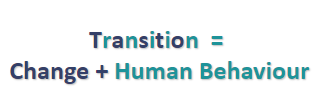 Transition =
Change + Human Behaviour